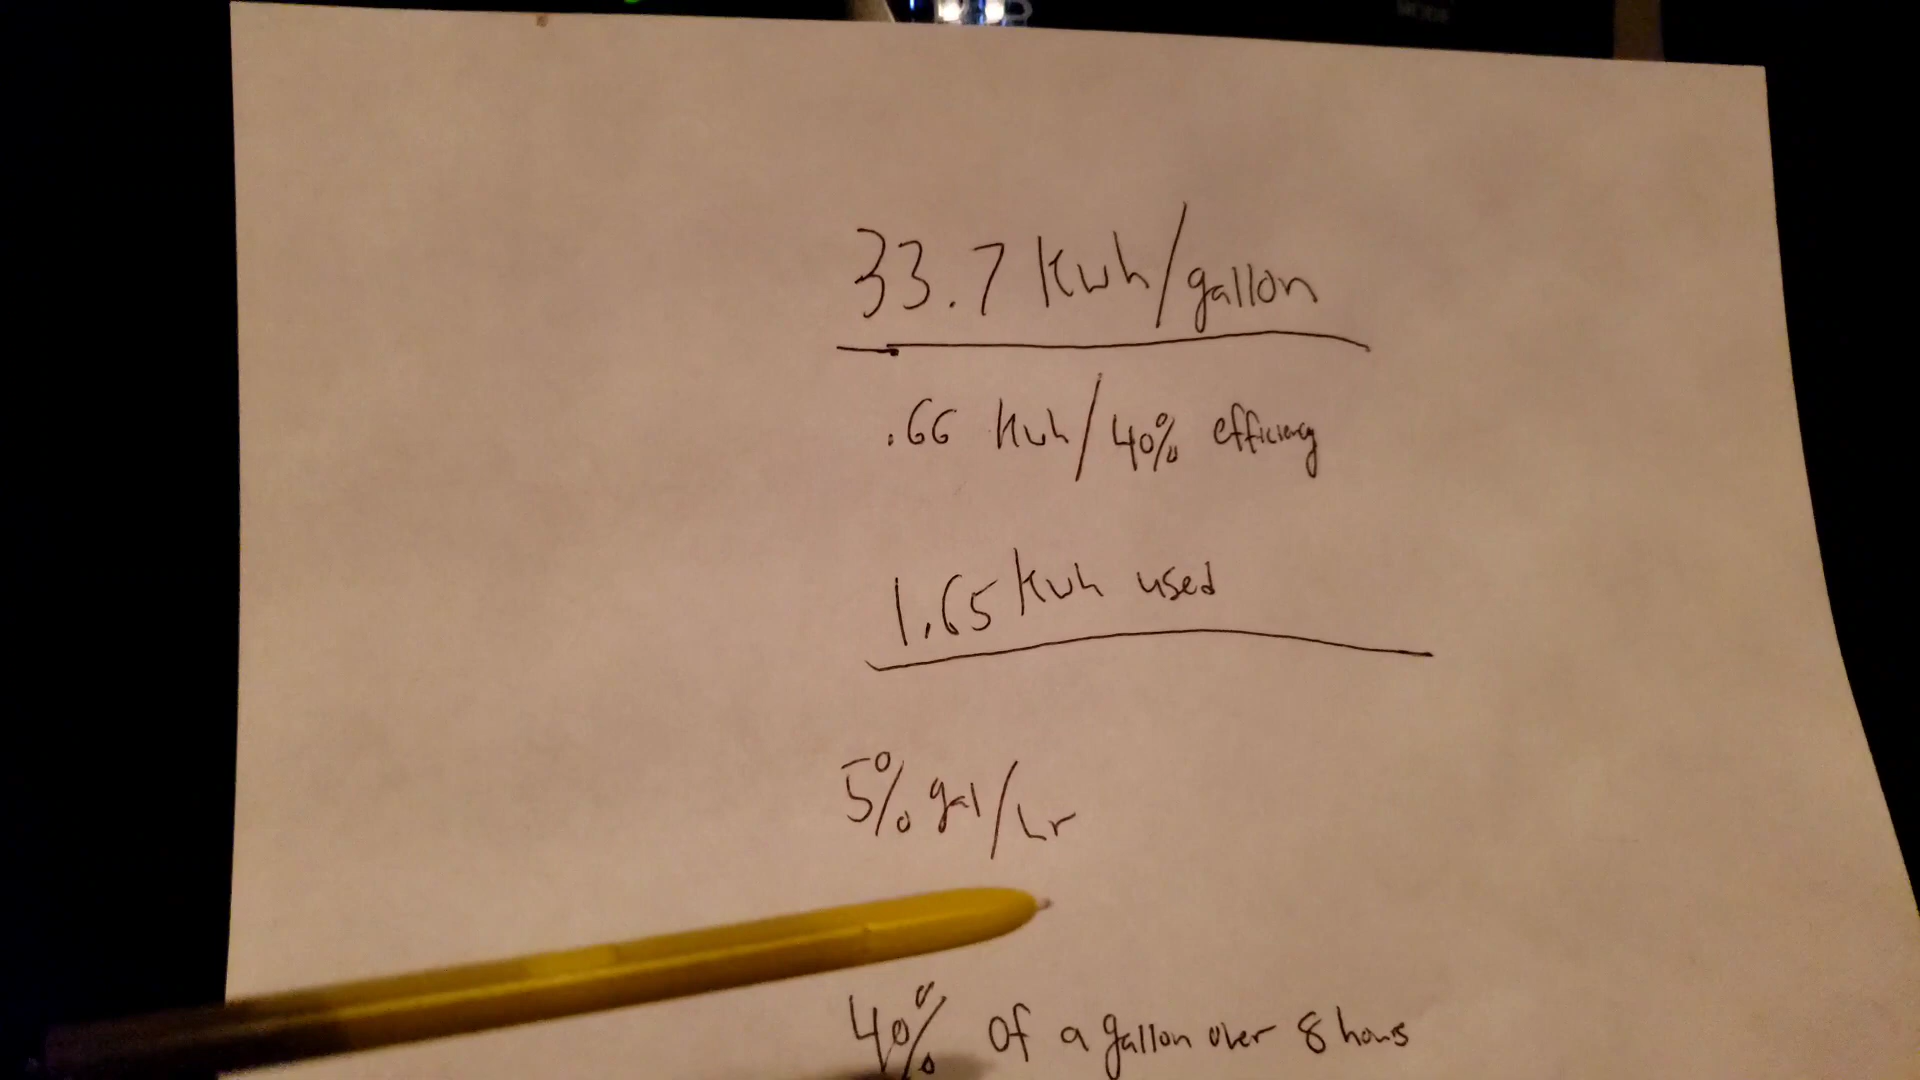 33.7 Kwh/gallon
.66 Kwh/40% efficiency
1.65 Kwh used
5% gal/hr
40% of a gallon over 8 hours